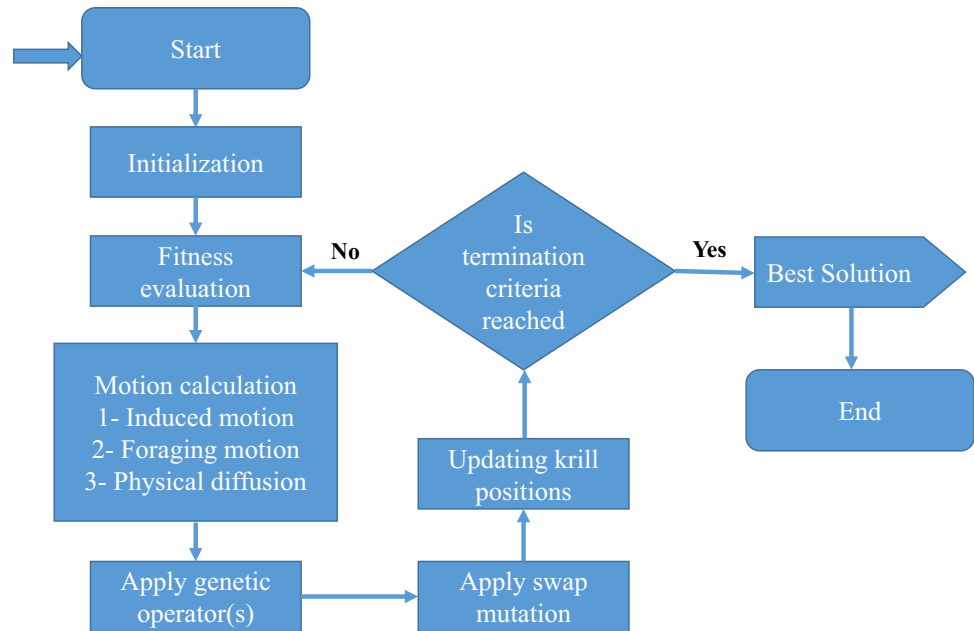 Start
Initialization
Fitness
evaluation
Motion calculation
1- Induced motion
2- Foraging motion
3- Physical diffusion
Apply genetic
operator(s)
Apply swap
mutation
Updating krill
positions
Is
termination
criteria
reached
No
Yes
Best Solution
End